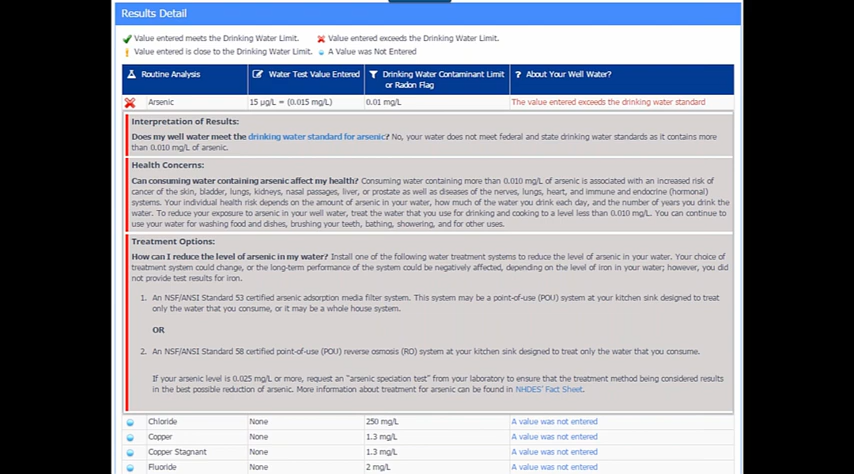 Results Detail
Value entered meets the Drinking Water Limit. Value entered exceeds the Drinking Water Limit.
Value entered is close to the Drinking Water Limit. A Value was Not Entered
Routine Analysis Water Test Value Entered Drinking Water Contaminant Limit or Radon Flag ? About Your Well Water?
Arsenic 15 µg/L = (0.015 mg/L) 0.01 mg/L The value entered exceeds the drinking water standard
Interpretation of Results:
Does my well water meet the drinking water standard for arsenic? No, your water does not meet federal and state drinking water standards as it contains more
than 0.010 mg/L of arsenic.
Health Concerns:
Can consuming water containing arsenic affect my health? Consuming water containing more than 0.010 mg/L of arsenic is associated with an increased risk of
cancer of the skin, bladder, lungs, kidneys, nasal passages, liver, or prostate as well as diseases of the nerves, lungs, heart, and immune and endocrine (hormonal)
systems. Your individual health risk depends on the amount of arsenic in your water, how much of the water you drink each day, and the number of years you drink the
water. To reduce your exposure to arsenic in your well water, treat the water that you use for drinking and cooking to a level less than 0.010 mg/L. You can continue to
use your water for washing food and dishes, brushing your teeth, bathing, showering, and for other uses.
Treatment Options:
How can I reduce the level of arsenic in my water? Install one of the following water treatment systems to reduce the level of arsenic in your water. Your choice of
treatment system could change, or the long-term performance of the system could be negatively affected, depending on the level of iron in your water; however, you did
not provide test results for iron.
1. An NSF/ANSI Standard 53 certified arsenic adsorption media filter system. This system may be a point-of-use (POU) system at your kitchen sink designed to treat
only the water that you consume, or it may be a whole house system.
OR
2. An NSF/ANSI Standard 58 certified point-of-use (POU) reverse osmosis (RO) system at your kitchen sink designed to treat only the water that you consume.
If your arsenic level is 0.025 mg/L or more, request an "arsenic speciation test" from your laboratory to ensure that the treatment method being considered results
in the best possible reduction of arsenic. More information about treatment for arsenic can be found in NHDES' Fact Sheet.
Chloride None 250 mg/L A value was not entered
Copper None 1.3 mg/L A value was not entered
Copper Stagnant None 1.3 mg/L A value was not entered
Fluoride None 2 mg/L A value was not entered